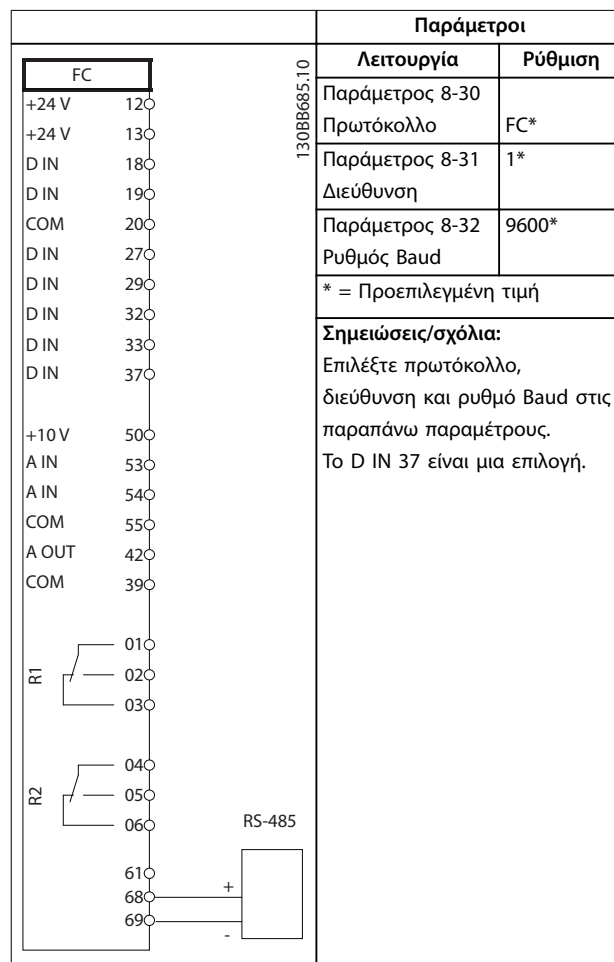 FC
+24 V 12
+24 V 13
D IN 18
D IN 19
COM 20
D IN 27
D IN 29
D IN 32
D IN 33
D IN 37
+10 V 50
A IN 53
A IN 54
COM 55
A OUT 42
COM 39
R1
01
02
03
R2
04
05
06
RS-485
61
68 +
69 -
130BB685.10
Παράμετροι
Λειτουργία Ρύθμιση
Παράμετρος 8-30
Πρωτόκολλο FC*
Παράμετρος 8-31 1*
Διεύθυνση
Παράμετρος 8-32 9600*
Ρυθμός Baud
* = Προεπιλεγμένη τιμή
Σημειώσεις/σχόλια:
Επιλέξτε πρωτόκολλο,
διεύθυνση και ρυθμό Baud στις
παραπάνω παραμέτρους.
Το D IN 37 είναι μια επιλογή.